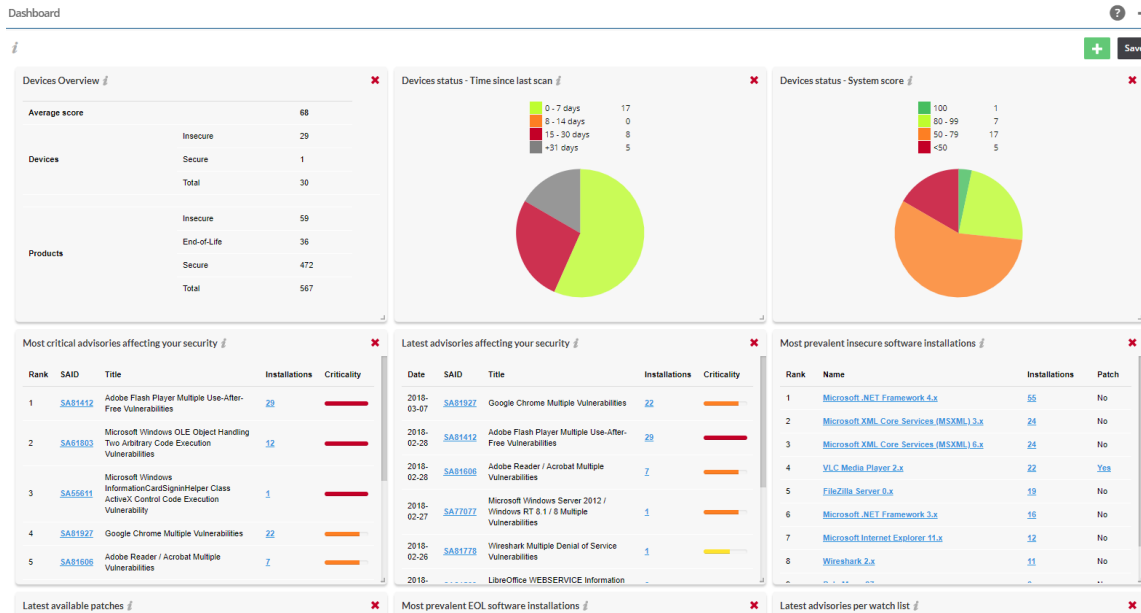 Dashboard
?
i
+
Save
Devices Overview i
Average score 68
Devices
Insecure 29
Secure 1
Total 30
Products
Insecure 59
End-of-Life 36
Secure 472
Total 567
Devices status - Time since last scan i
0 - 7 days 17
8 - 14 days 0
15 - 30 days 8
+31 days 5
Devices status - System score i
100 1
80 - 99 7
50 - 79 17
<50 5
Most critical advisories affecting your security i
Rank SAID Title Installations Criticality
1 SA81412 Adobe Flash Player Multiple Use-After-
Free Vulnerabilities 29
2 SA61803 Microsoft Windows OLE Object Handling
Two Arbitrary Code Execution
Vulnerabilities 12
3 SA55611 Microsoft Windows
InformationCardSigninHelper Class
ActiveX Control Code Execution
Vulnerability 1
4 SA81927 Google Chrome Multiple Vulnerabilities 22
5 SA81606 Adobe Reader / Acrobat Multiple
Vulnerabilities 7
Latest advisories affecting your security i
Date SAID Title Installations Criticality
2018-
03-07 SA81927 Google Chrome Multiple Vulnerabilities 22
2018-
02-28 SA81412 Adobe Flash Player Multiple Use-After-
Free Vulnerabilities 29
2018-
02-28 SA81606 Adobe Reader / Acrobat Multiple
Vulnerabilities 7
2018-
02-27 SA77077 Microsoft Windows Server 2012 /
Windows RT 8.1 / 8 Multiple
Vulnerabilities 1
2018-
02-26 SA81778 Wireshark Multiple Denial of Service
Vulnerabilities 1
2018-
LibreOffice WEBSERVICE Information
Most prevalent insecure software installations i
Rank Name Installations Patch
1 Microsoft .NET Framework 4.x 55 No
2 Microsoft XML Core Services (MSXML) 3.x 24 No
3 Microsoft XML Core Services (MSXML) 6.x 24 No
4 VLC Media Player 2.x 22 Yes
5 FileZilla Server 0.x 19 No
6 Microsoft .NET Framework 3.x 16 No
7 Microsoft Internet Explorer 11.x 12 No
8 Wireshark 2.x 11 No
Latest available patches i
Most prevalent EOL software installations i
Latest advisories per watch list i